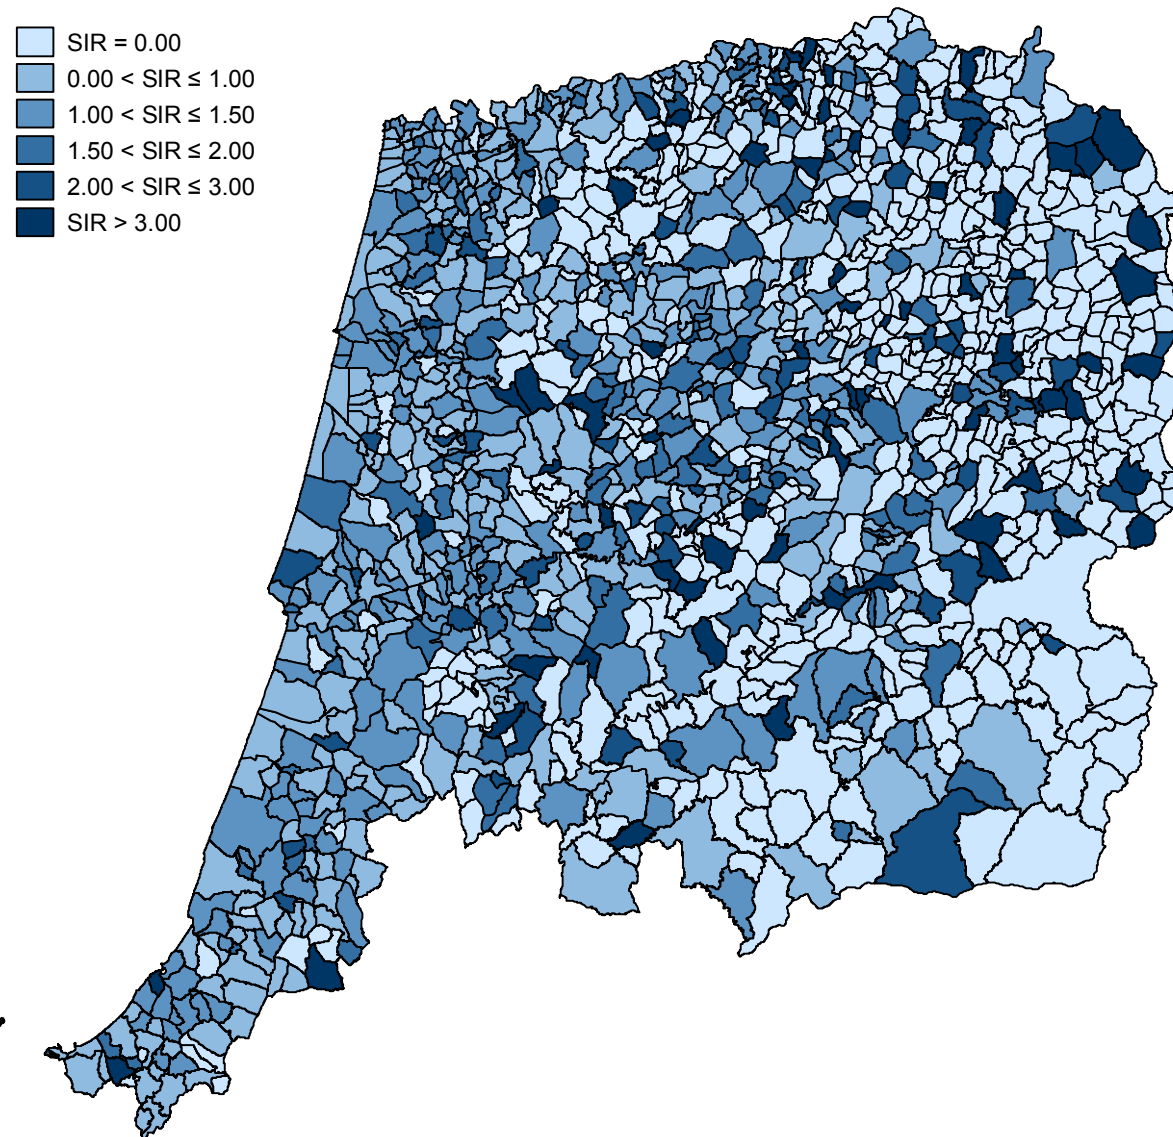 SIR = 0.00
0.00 < SIR ≤ 1.00
1.00 < SIR ≤ 1.50
1.50 < SIR ≤ 2.00
2.00 < SIR ≤ 3.00
SIR > 3.00